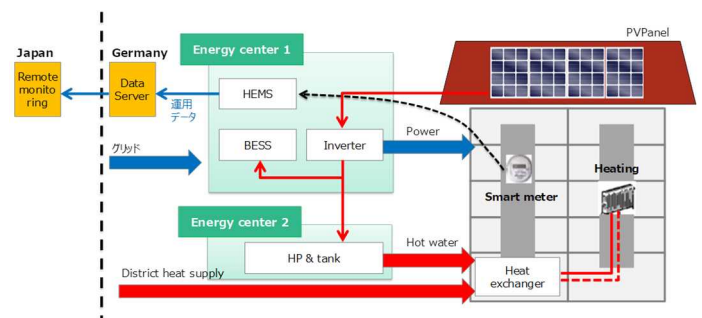 PVPanel
Japan
Germany
Energy center 1
Remote
monito
ring
Data
Server
HEMS
運用
データ
BESS
Inverter
Power
グリッド
Heating
Smart meter
Energy center 2
HP & tank
Hot water
District heat supply
Heat
exchanger